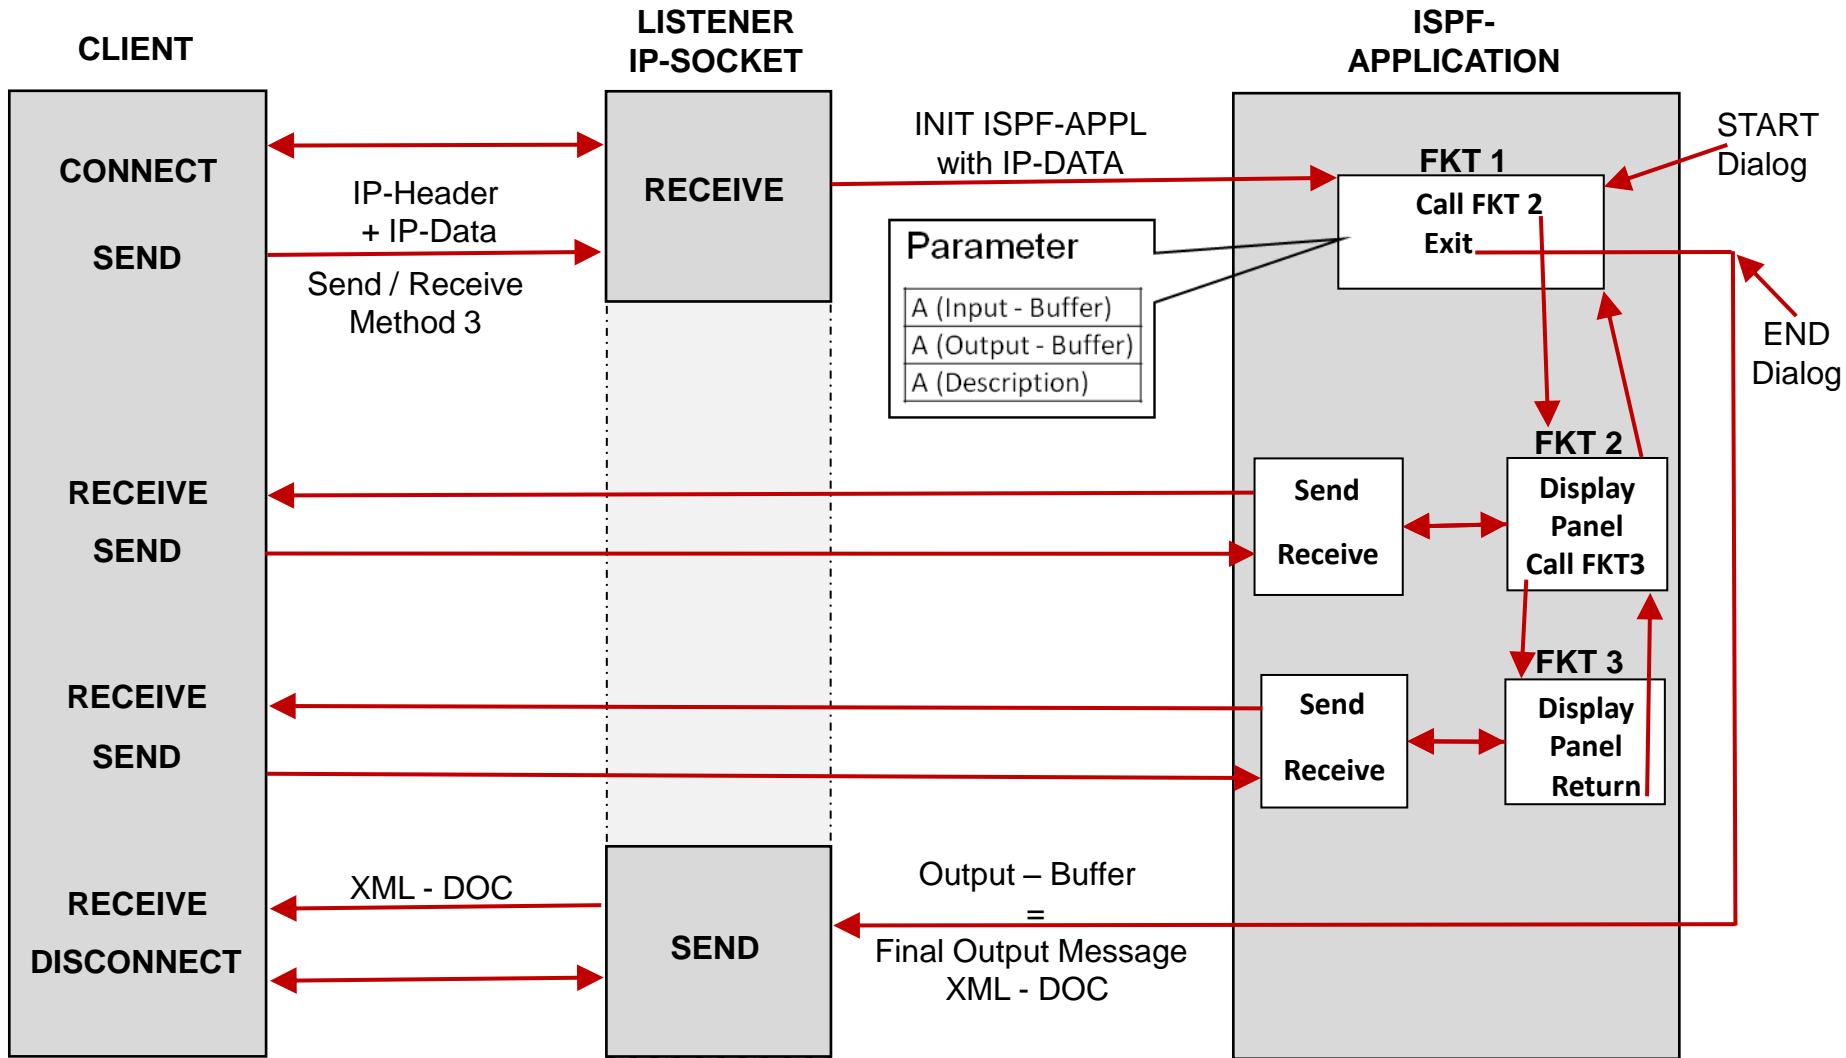 CLIENT
LISTENER
IP-SOCKET
ISPF-
APPLICATION
CONNECT
SEND
IP-Header
+ IP-Data
Send / Receive
Method 3
RECEIVE
INIT ISPF-APPL
with IP-DATA
Parameter
A (Input - Buffer)
A (Output - Buffer)
A (Description)
FKT 1
Call FKT 2
Exit
START
Dialog
END
Dialog
RECEIVE
SEND
Send
Receive
FKT 2
Display
Panel
Call FKT3
RECEIVE
SEND
Send
Receive
FKT 3
Display
Panel
Return
RECEIVE
DISCONNECT
XML - DOC
SEND
Output – Buffer
=
Final Output Message
XML - DOC